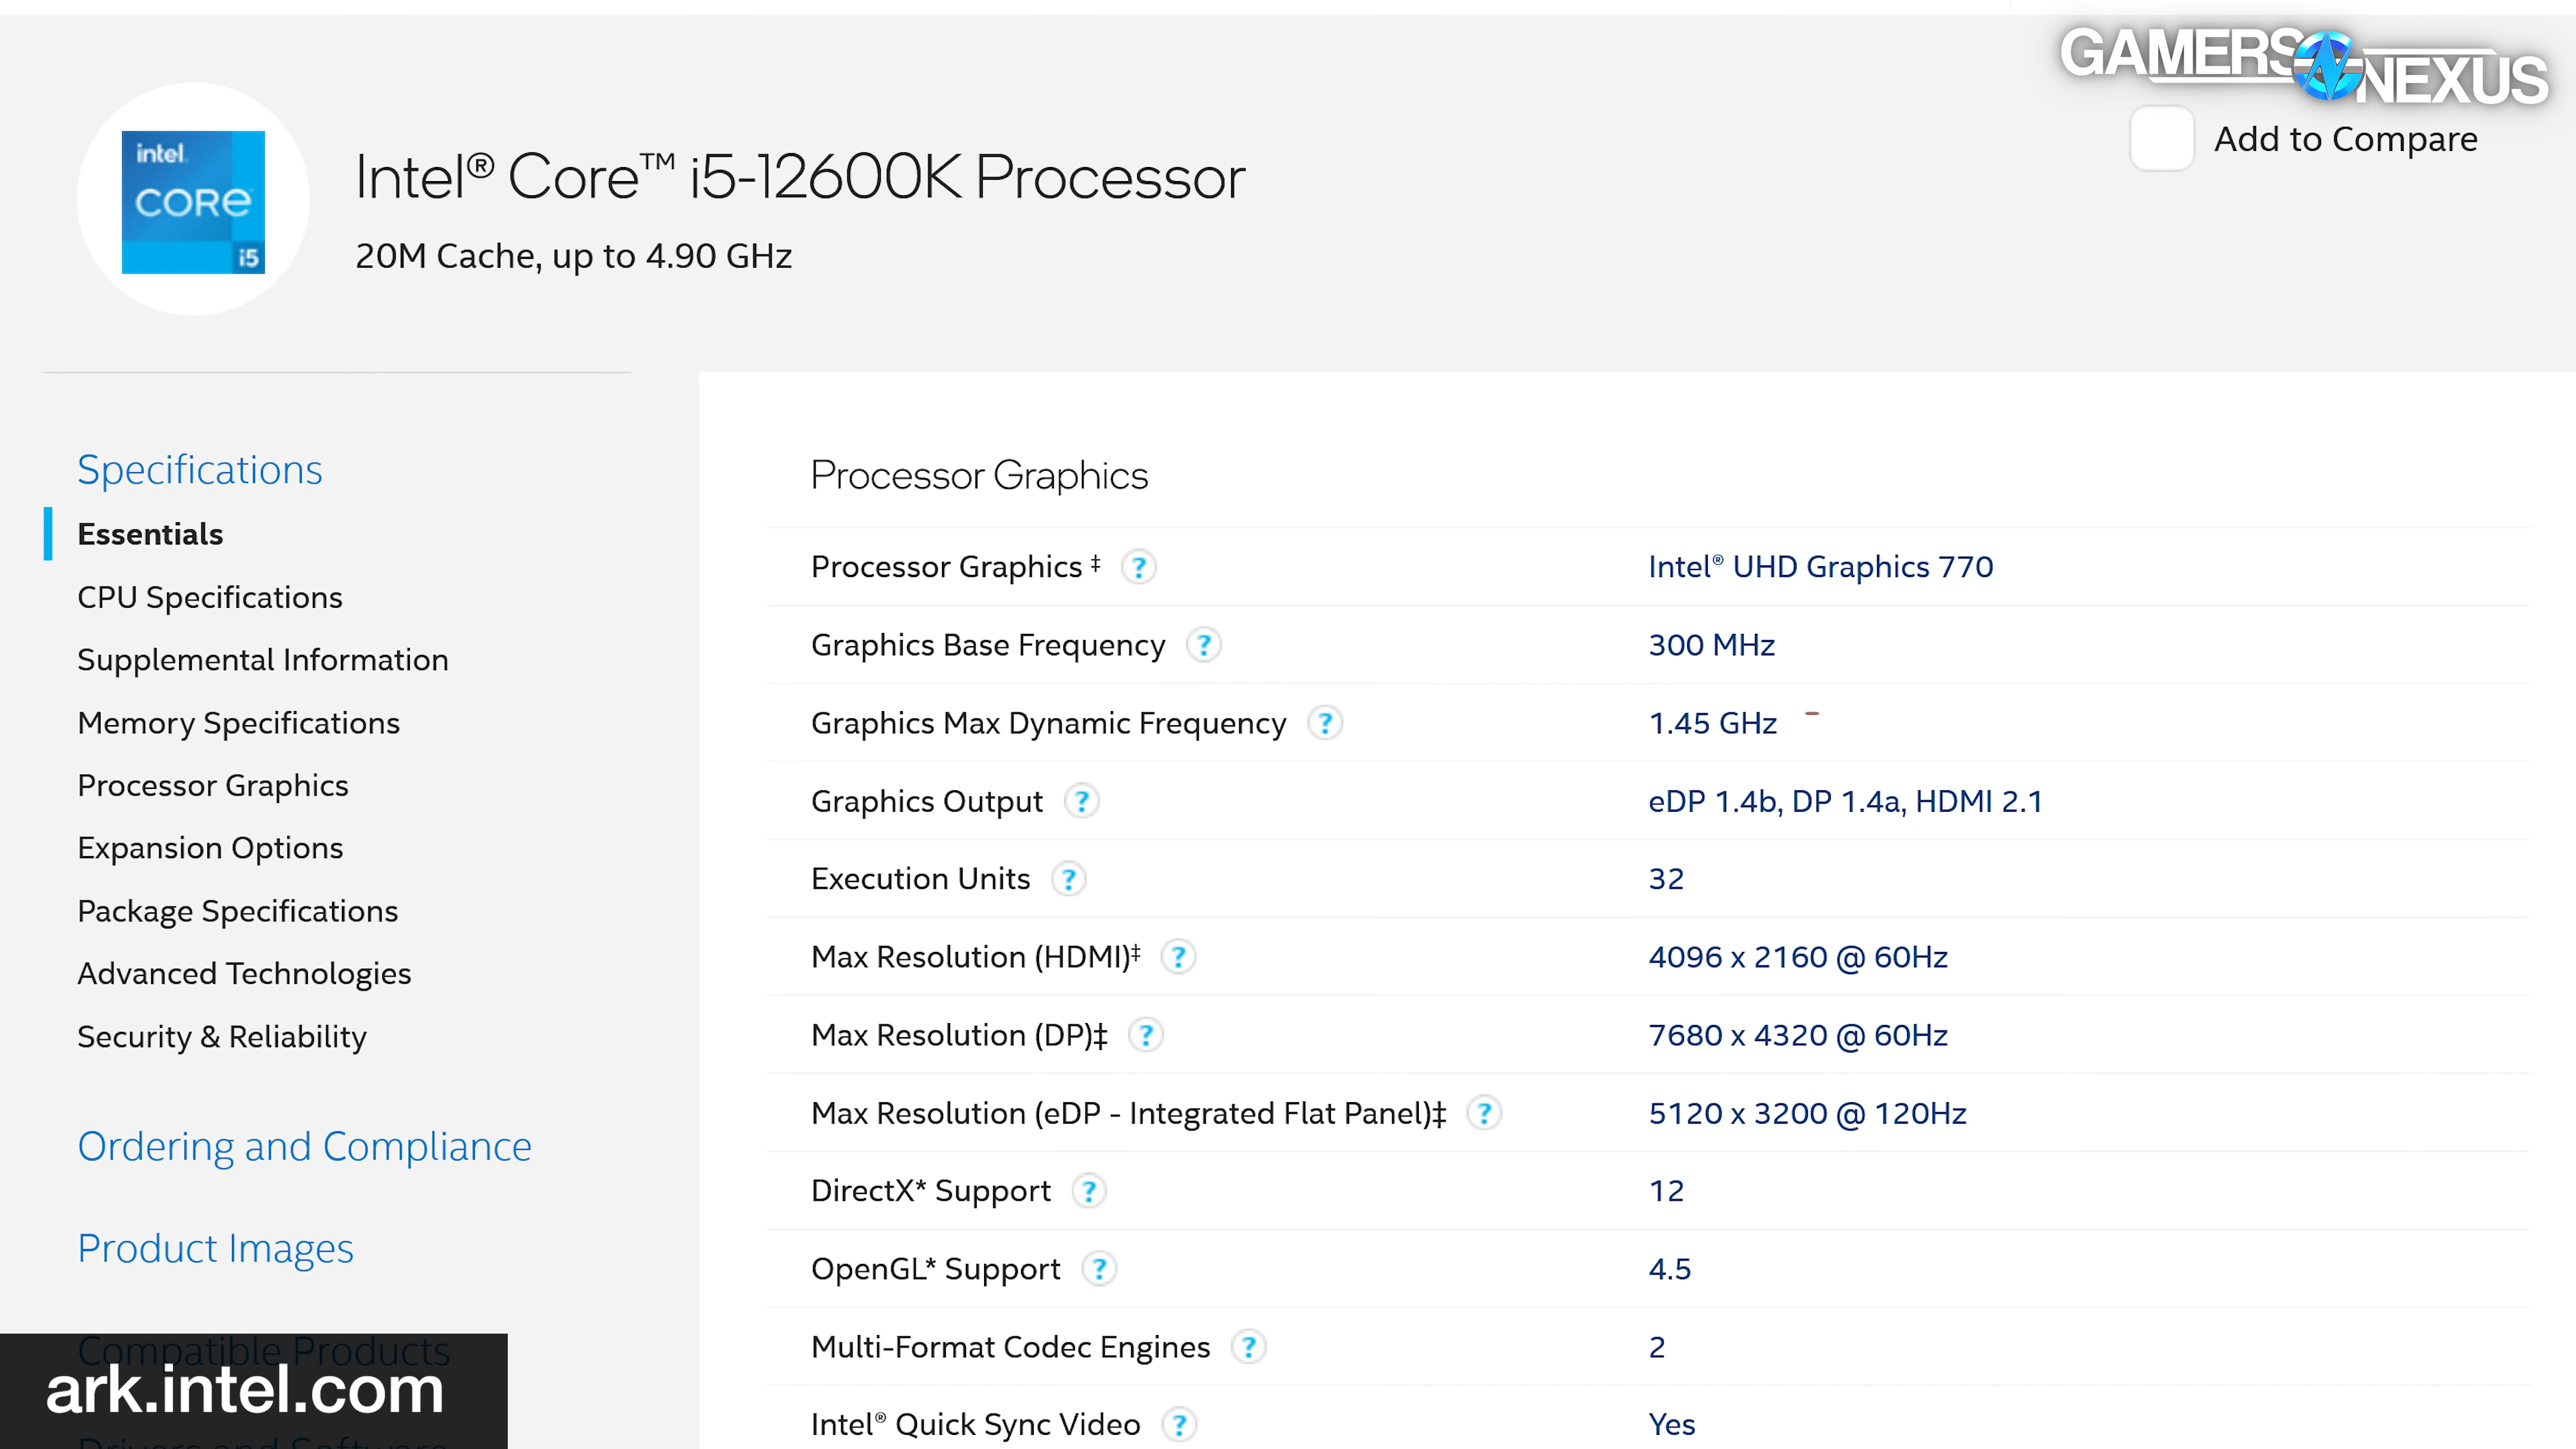 GAMERS NEXUS
Add to Compare
intel.
CORE
i5
Intel® Core™ i5-12600K Processor
20M Cache, up to 4.90 GHz
Specifications
Essentials
CPU Specifications
Supplemental Information
Memory Specifications
Processor Graphics
Expansion Options
Package Specifications
Advanced Technologies
Security & Reliability
Ordering and Compliance
Product Images
Compatible Products
Drivers and Software
ark.intel.com
Processor Graphics
Processor Graphics ‡ ? Intel® UHD Graphics 770
Graphics Base Frequency ? 300 MHz
Graphics Max Dynamic Frequency ? 1.45 GHz
Graphics Output ? eDP 1.4b, DP 1.4a, HDMI 2.1
Execution Units ? 32
Max Resolution (HDMI)‡ ? 4096 x 2160 @ 60Hz
Max Resolution (DP)‡ ? 7680 x 4320 @ 60Hz
Max Resolution (eDP - Integrated Flat Panel)‡ ? 5120 x 3200 @ 120Hz
DirectX* Support ? 12
OpenGL* Support ? 4.5
Multi-Format Codec Engines ? 2
Intel® Quick Sync Video ? Yes